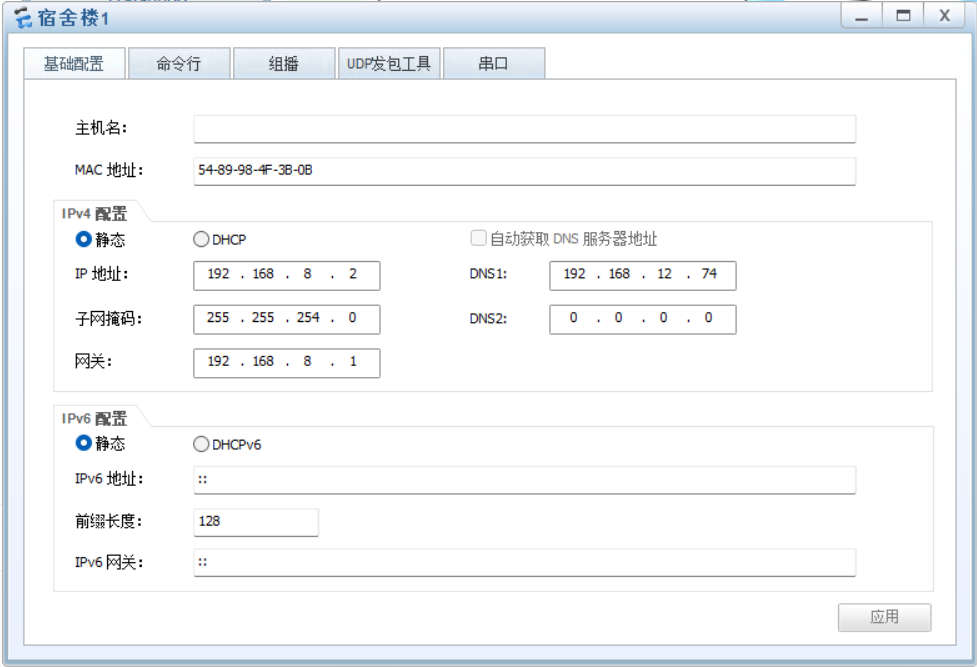 宿舍楼1
基础配置 命令行 组播 UDP发包工具 串口
主机名:
MAC 地址: 54-89-98-4F-3B-0B
IPv4 配置
静态 DHCP 自动获取 DNS 服务器地址
IP 地址: 192 . 168 . 8 . 2 DNS1: 192 . 168 . 12 . 74
子网掩码: 255 . 255 . 254 . 0 DNS2: 0 . 0 . 0 . 0
网关: 192 . 168 . 8 . 1
IPv6 配置
静态 DHCPv6
IPv6 地址: ::
前缀长度: 128
IPv6 网关: ::
应用